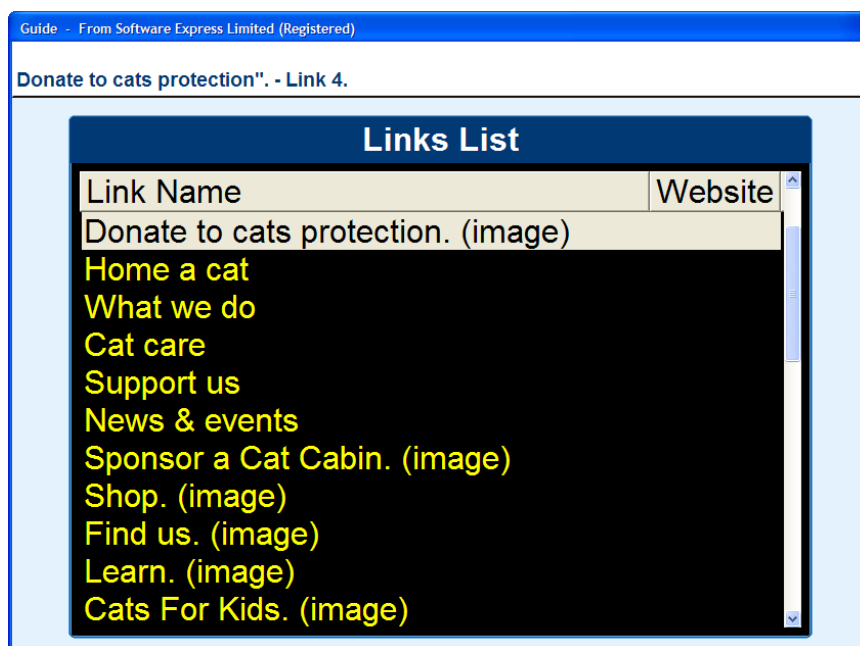 Guide - From Software Express Limited (Registered)
Donate to cats protection". - Link 4.
Links List
Link Name Website
Donate to cats protection. (image)
Home a cat
What we do
Cat care
Support us
News & events
Sponsor a Cat Cabin. (image)
Shop. (image)
Find us. (image)
Learn. (image)
Cats For Kids. (image)